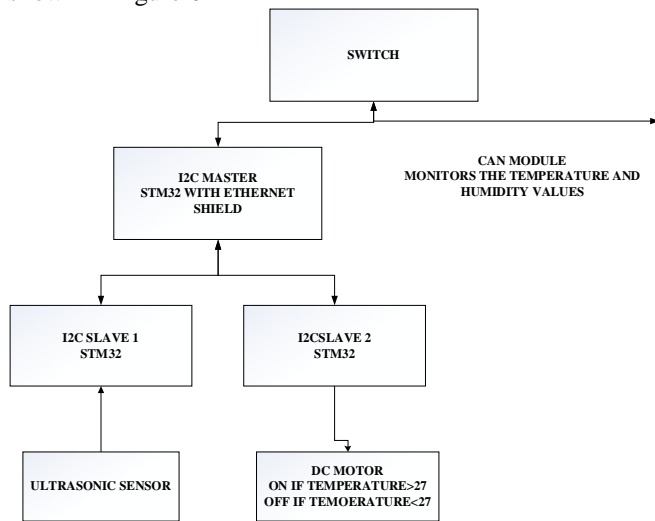 SWITCH
I2C MASTER
STM32 WITH ETHERNET
SHIELD
CAN MODULE
MONITORS THE TEMPERATURE AND
HUMIDITY VALUES
I2C SLAVE 1
STM32
I2CSLAVE 2
STM32
ULTRASONIC SENSOR
DC MOTOR
ON IF TEMPERATURE>27
OFF IF TEMOERATURE<27